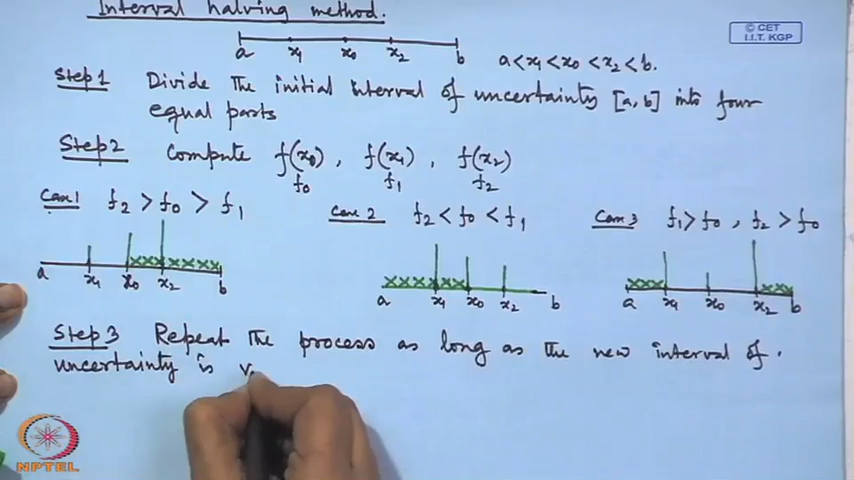 Interval halving method.
© CET
I.I.T. KGP
a x₁ x₀ x₂ b
a < x₁ < x₀ < x₂ < b.
Step 1 Divide the initial interval of uncertainty [a, b] into four
equal parts
Step 2 Compute f(x₀), f(x₁), f(x₂)
f₀ f₁ f₂
Case 1 f₂ > f₀ > f₁
Case 2 f₂ < f₀ < f₁
Case 3 f₁ > f₀, f₂ > f₀
a x₁ x₀ x₂ b
a x₁ x₀ x₂ b
a x₁ x₀ x₂ b
Step 3 Repeat the process as long as the new interval of
uncertainty is v
NPTEL